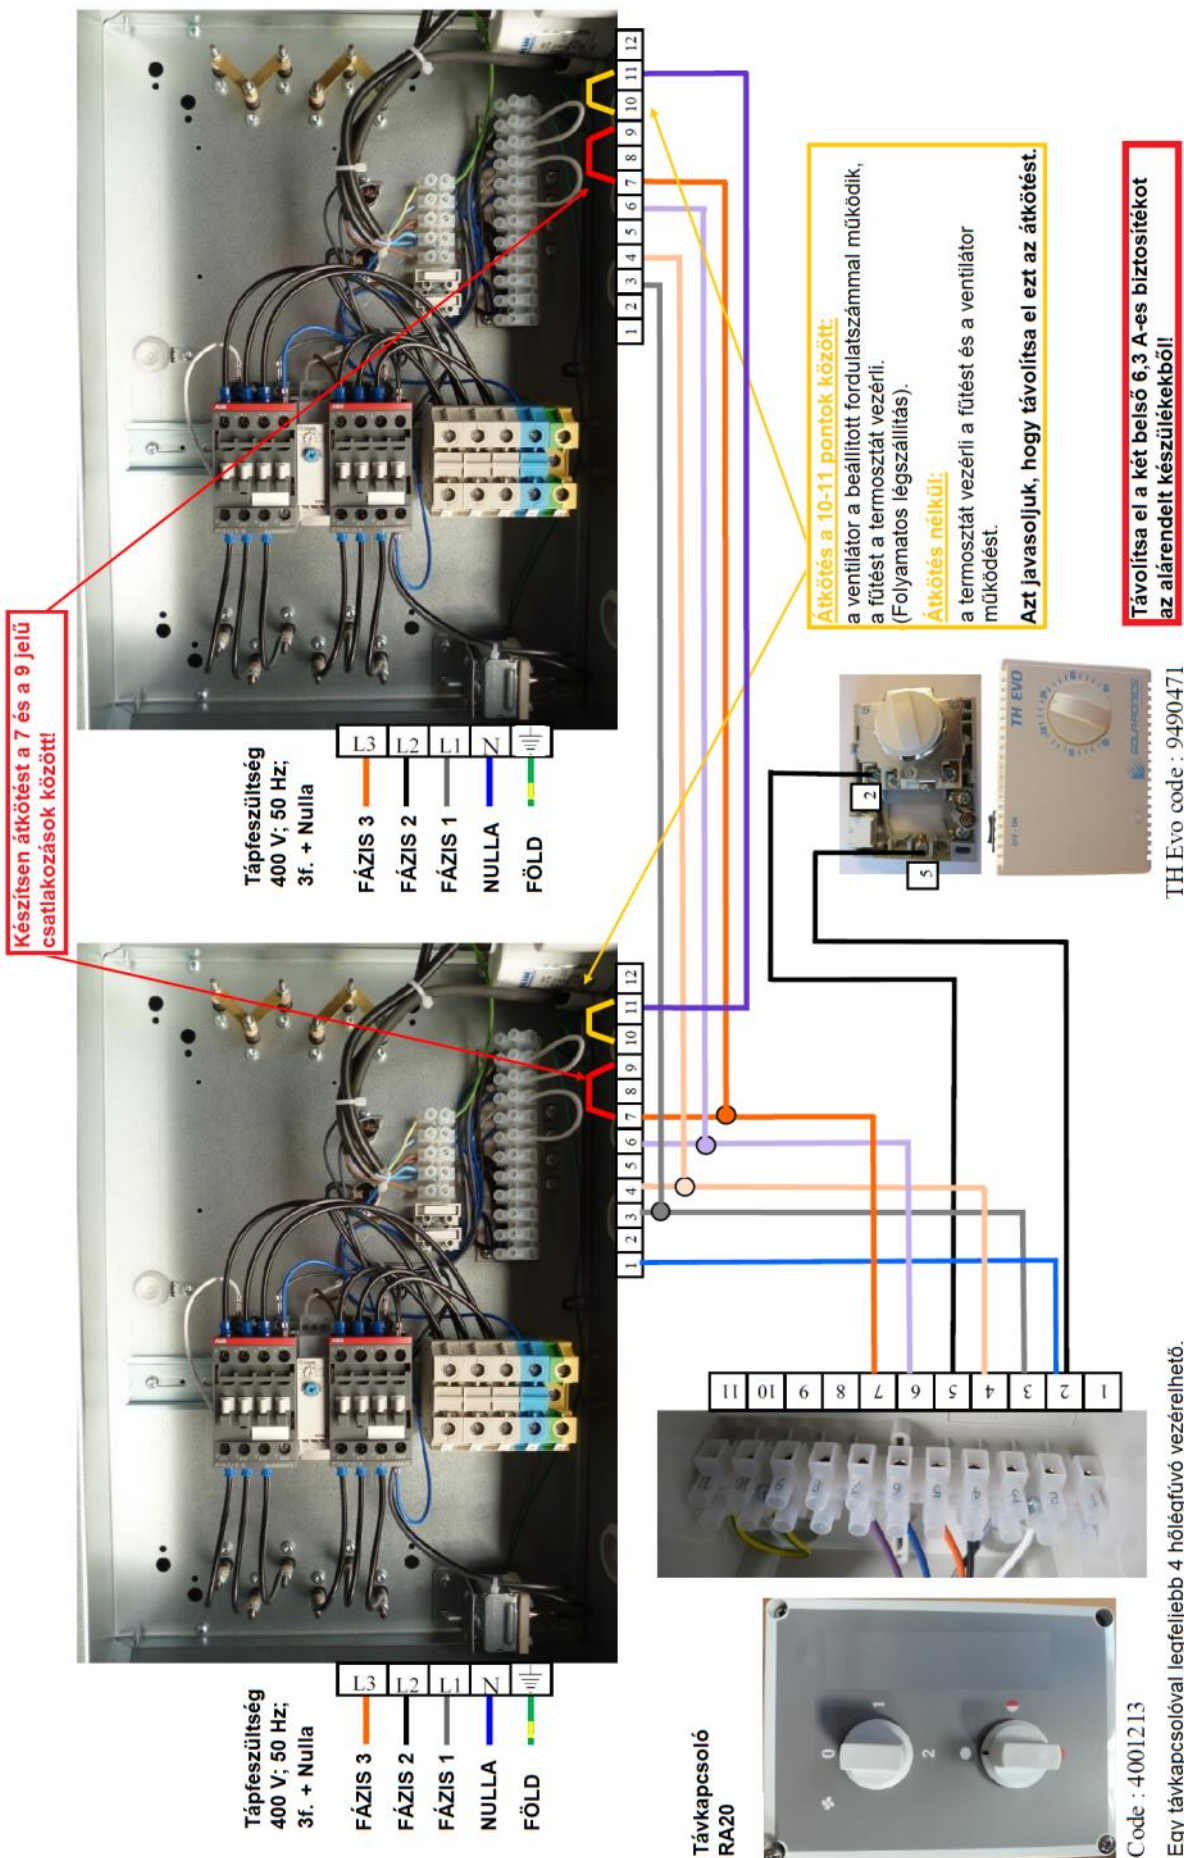 Készítsen átkötést a 7 és a 9 jelű
csatlakozások között!
Tápfeszültség
400 V; 50 Hz;
3f. + Nulla
FÁZIS 3
FÁZIS 2
FÁZIS 1
NULLA
FÖLD
L3
L2
L1
N
1 2 3 4 5 6 7 8 9 10 11 12
Tápfeszültség
400 V; 50 Hz;
3f. + Nulla
FÁZIS 3
FÁZIS 2
FÁZIS 1
NULLA
FÖLD
L3
L2
L1
N
1 2 3 4 5 6 7 8 9 10 11 12
Távkapcsoló
RA20
0
1
2
Code : 4001213
11
10
9
8
7
6
5
4
3
2
1
2
5
TH EVO
OFF - ON
SOLARONICS
TH Evo code : 9490471
Átkötés a 10-11 pontok között:
a ventilátor a beállított fordulatszámmal működik,
a fűtést a termosztát vezérli.
(Folyamatos légszállítás).
Átkötés nélkül:
a termosztát vezérli a fűtést és a ventilátor
működést.
Azt javasoljuk, hogy távolítsa el ezt az átkötést.
Távolítsa el a két belső 6,3 A-es biztosítékot
az alárendelt készülékekből!
Egy távkapcsolóval legfeljebb 4 hőlégfúvó vezérelhető.